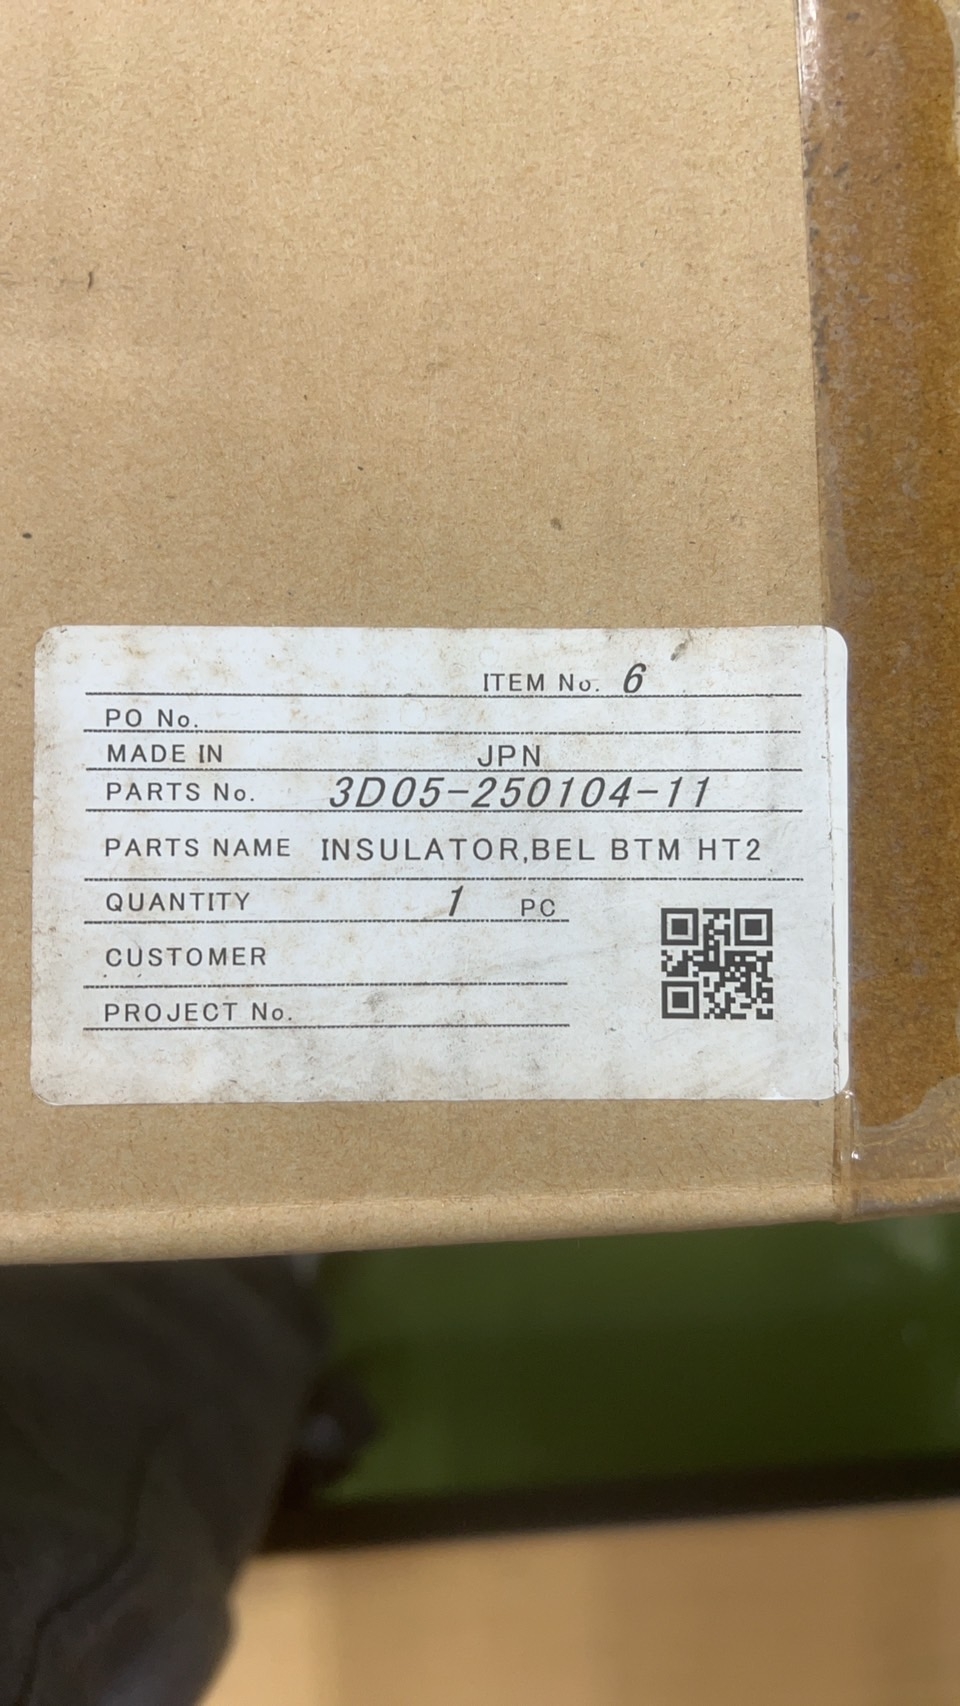 ITEM No. 6
PO No.
MADE IN JPN
PARTS No. 3D05-250104-11
PARTS NAME INSULATOR,BEL BTM HT2
QUANTITY 1 PC
CUSTOMER
PROJECT No.